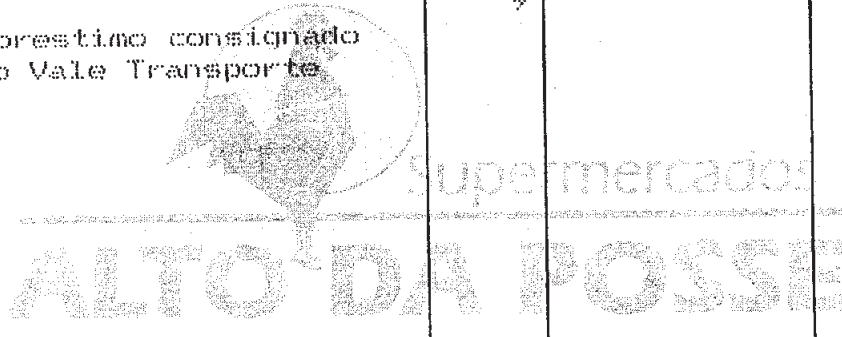 prestimo consignado
o Vale Transporte
Supermercados
ALTO DA POSSE